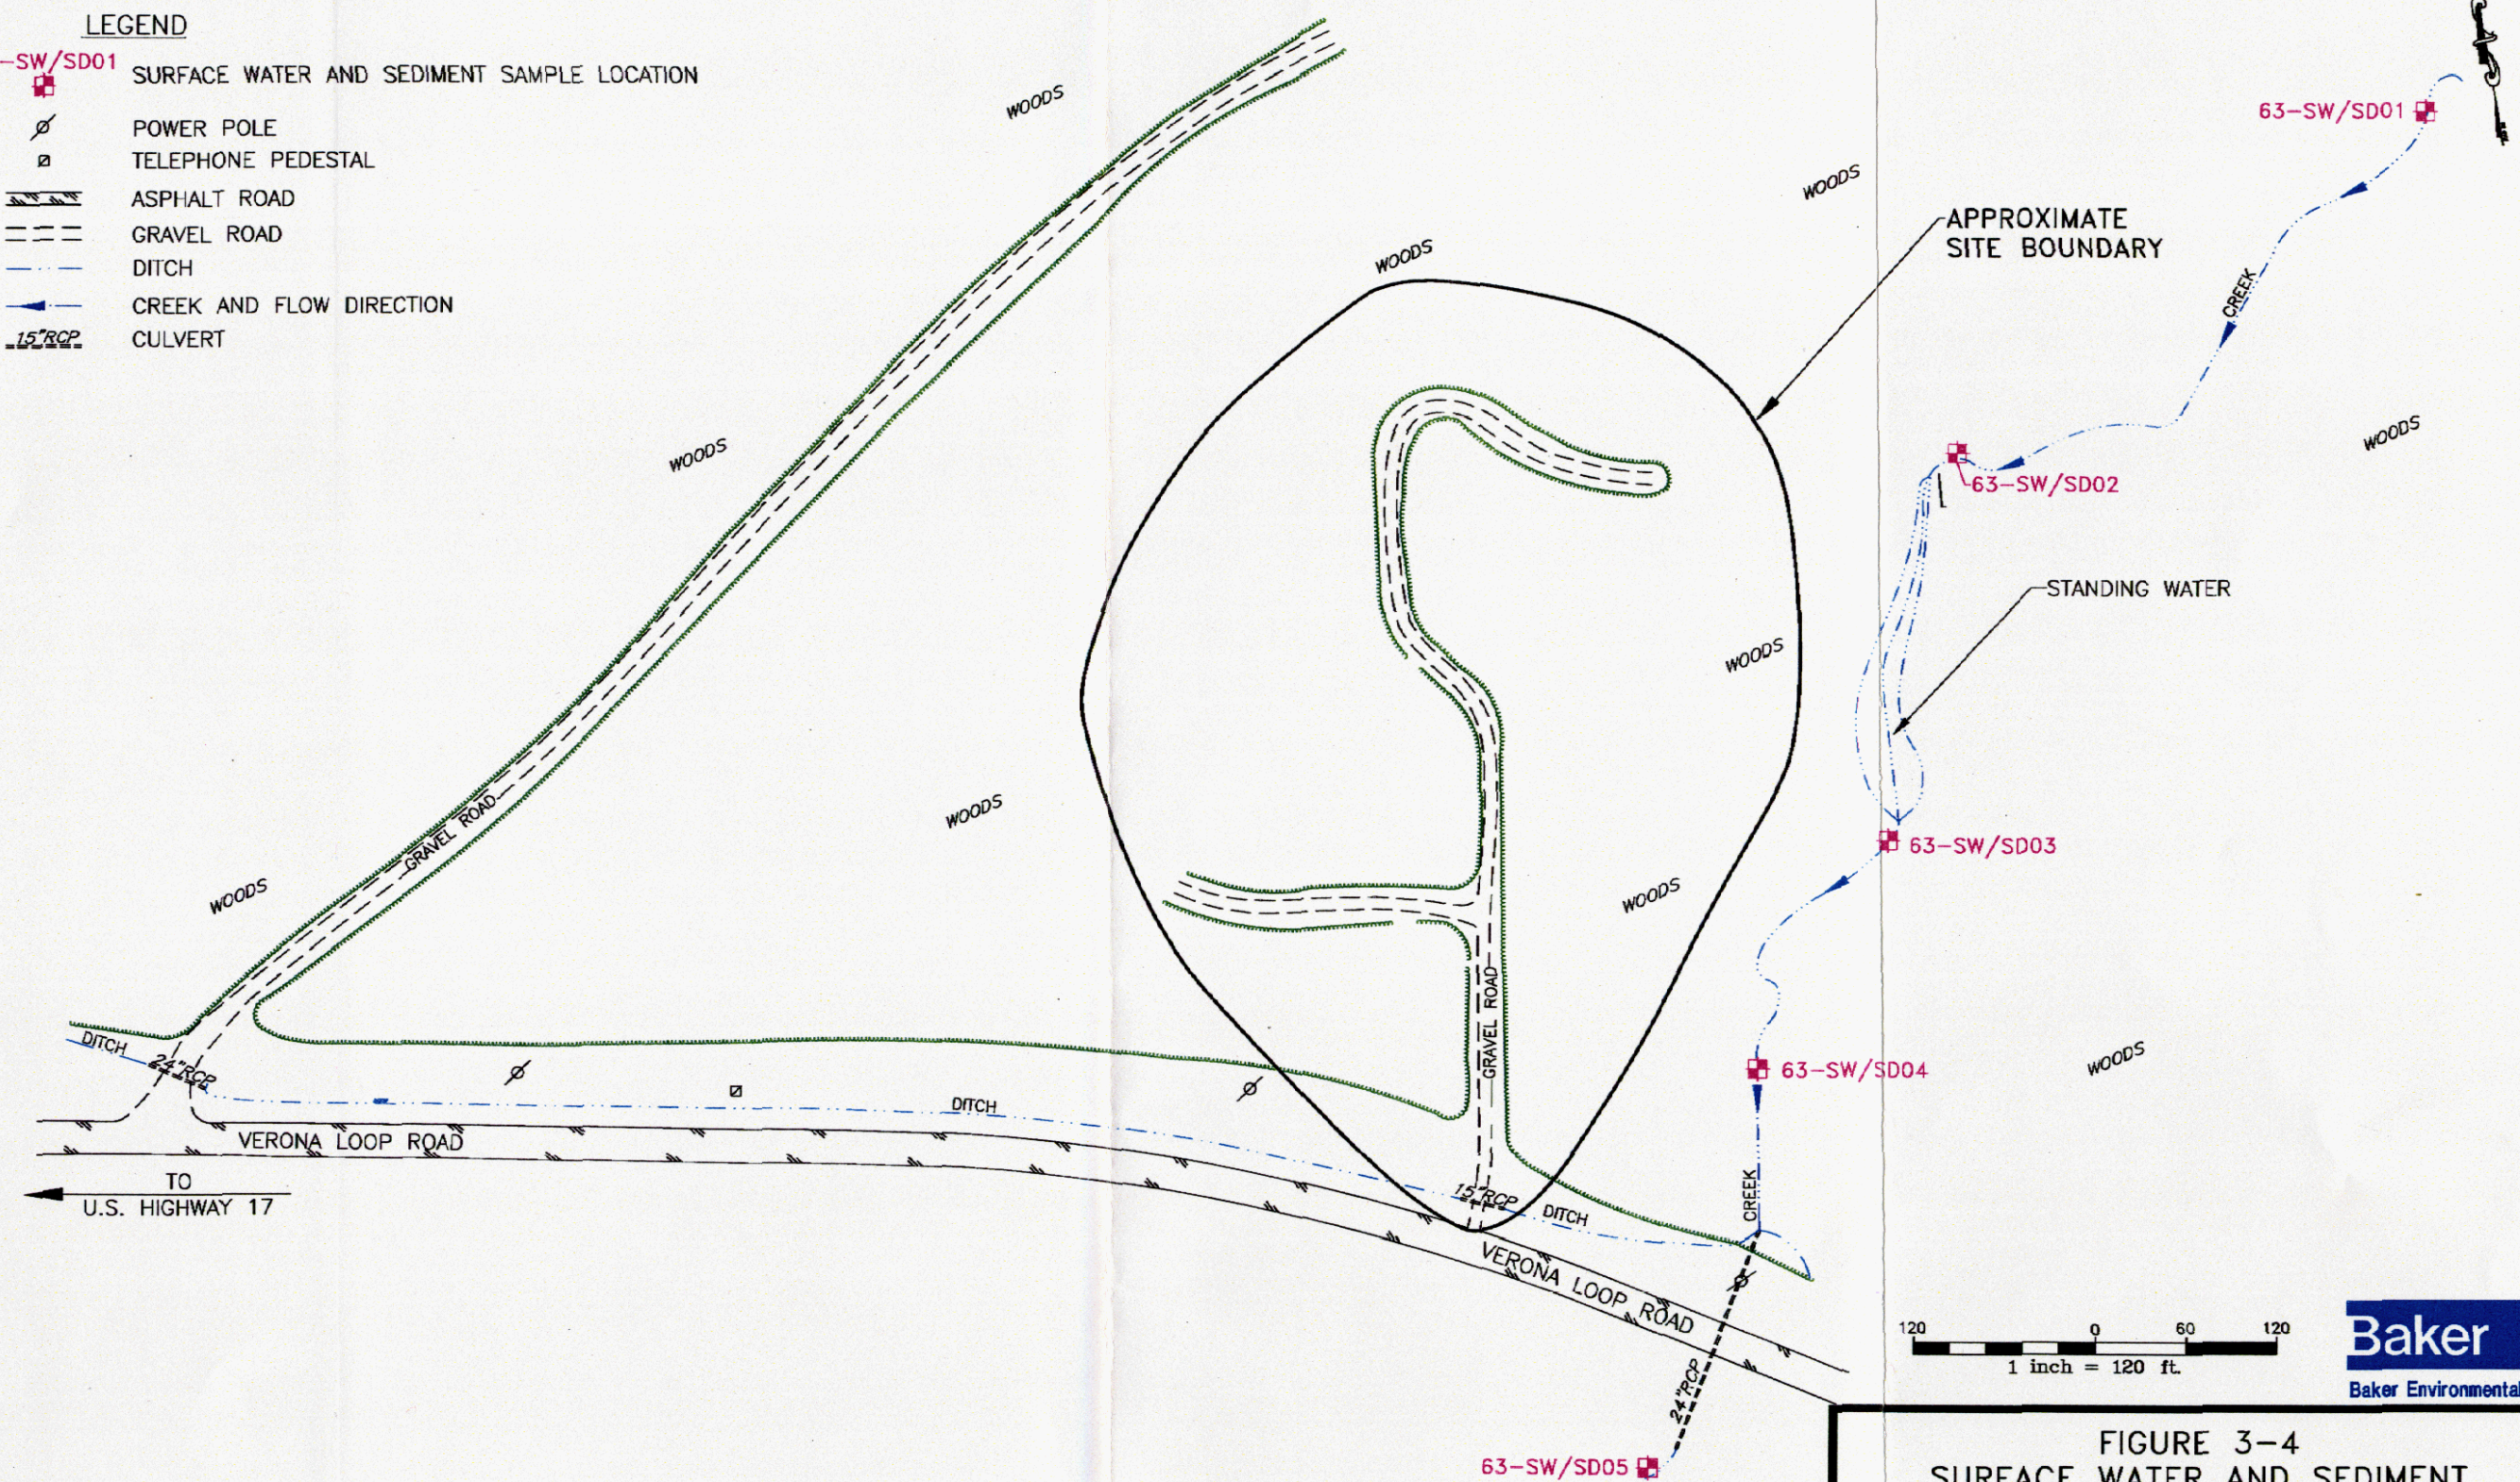 LEGEND
-SW/SD01
SURFACE WATER AND SEDIMENT SAMPLE LOCATION
POWER POLE
TELEPHONE PEDESTAL
ASPHALT ROAD
GRAVEL ROAD
DITCH
CREEK AND FLOW DIRECTION
15"RCP
CULVERT
WOODS
WOODS
WOODS
WOODS
WOODS
WOODS
WOODS
WOODS
WOODS
WOODS
63-SW/SD01
APPROXIMATE
SITE BOUNDARY
CREEK
63-SW/SD02
STANDING WATER
63-SW/SD03
63-SW/SD04
CREEK
GRAVEL ROAD
GRAVEL ROAD
DITCH
24"RCP
DITCH
VERONA LOOP ROAD
TO
U.S. HIGHWAY 17
15"RCP
DITCH
VERONA LOOP ROAD
24"RCP
63-SW/SD05
120 0 60 120
1 inch = 120 ft.
Baker
Baker Environmental
FIGURE 3-4
SURFACE WATER AND SEDIMENT